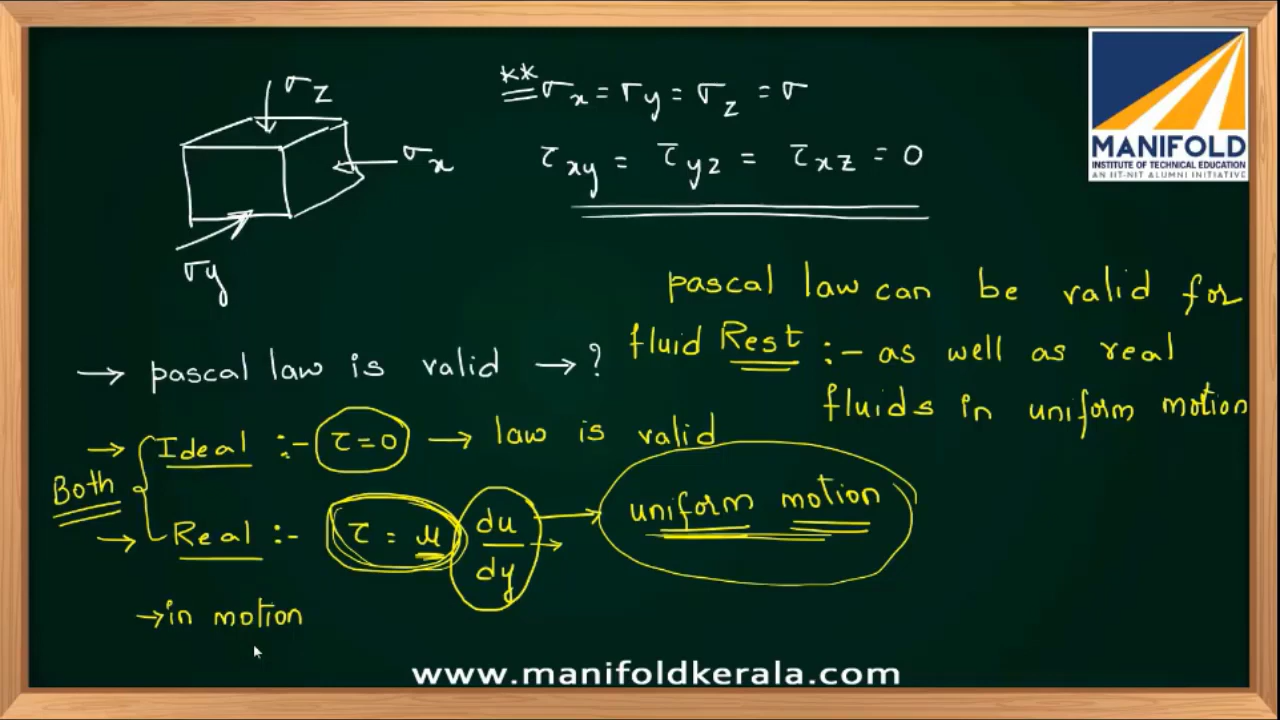 σz
σx
σy
** σx = σy = σz = σ
τxy = τyz = τxz = 0
MANIFOLD
INSTITUTE OF TECHNICAL EDUCATION
AN IIT-NIT ALUMNI INITIATIVE
pascal law can be valid for
fluid Rest :- as well as real
fluids in uniform motion
→ pascal law is valid → ?
→ Ideal :- τ=0 → law is valid
Both
→ Real :- τ = μ du/dy → uniform motion
→ in motion
www.manifoldkerala.com